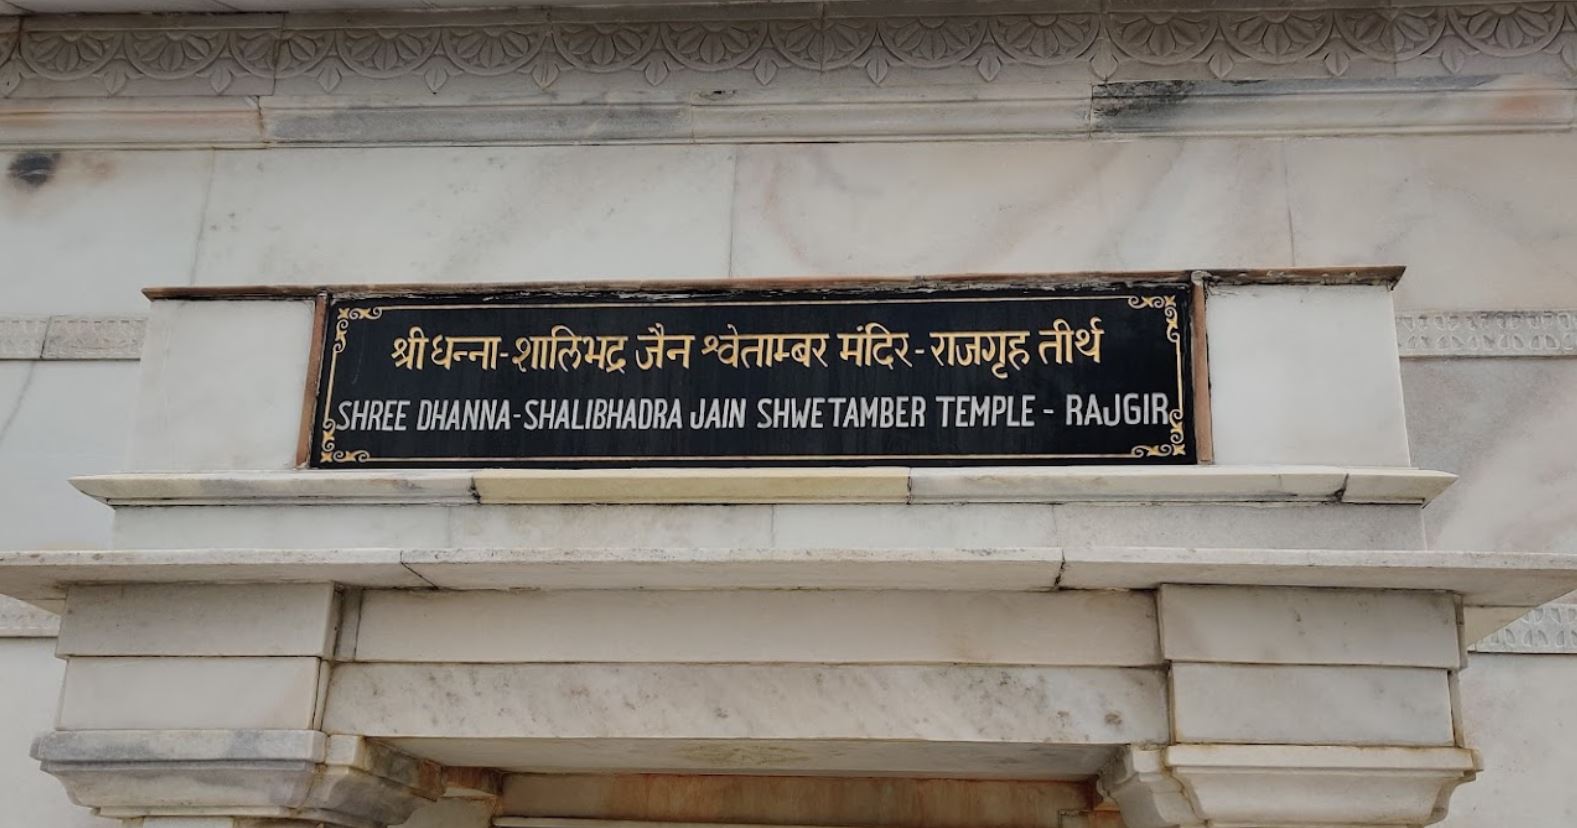 श्री धन्ना-शालिभद्र जैन श्वेताम्बर मंदिर-राजगृह तीर्थ
SHREE DHANNA-SHALIBHADRA JAIN SHWETAMBER TEMPLE - RAJGIR